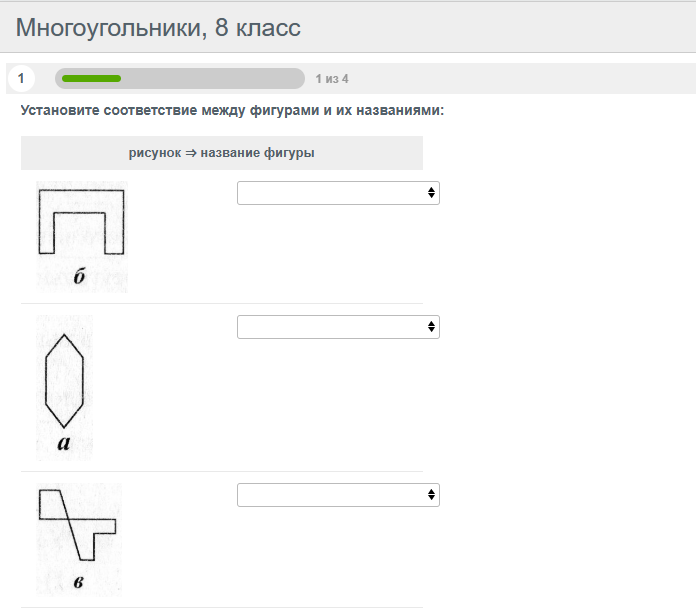 Многоугольники, 8 класс
1
1 из 4
Установите соответствие между фигурами и их названиями:
рисунок ⇒ название фигуры
б
а
в